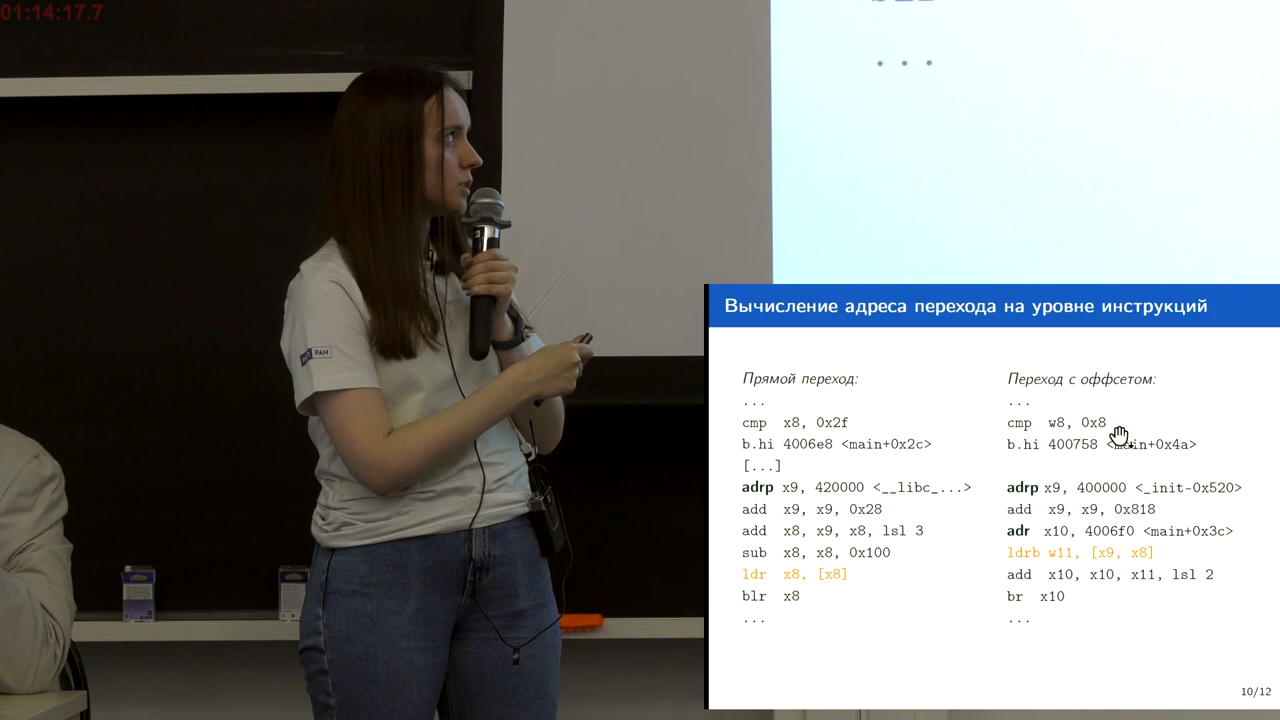 01:14:17.7
. . .
РАН
Вычисление адреса перехода на уровне инструкций
Прямой переход:
...
cmp x8, 0x2f
b.hi 4006e8 <main+0x2c>
[...]
adrp x9, 420000 <__libc_...>
add x9, x9, 0x28
add x8, x9, x8, lsl 3
sub x8, x8, 0x100
ldr x8, [x8]
blr x8
...
Переход с оффсетом:
...
cmp w8, 0x8
b.hi 400758 <main+0x4a>
adrp x9, 400000 <_init-0x520>
add x9, x9, 0x818
adr x10, 4006f0 <main+0x3c>
ldrb w11, [x9, x8]
add x10, x10, x11, lsl 2
br x10
...
10/12